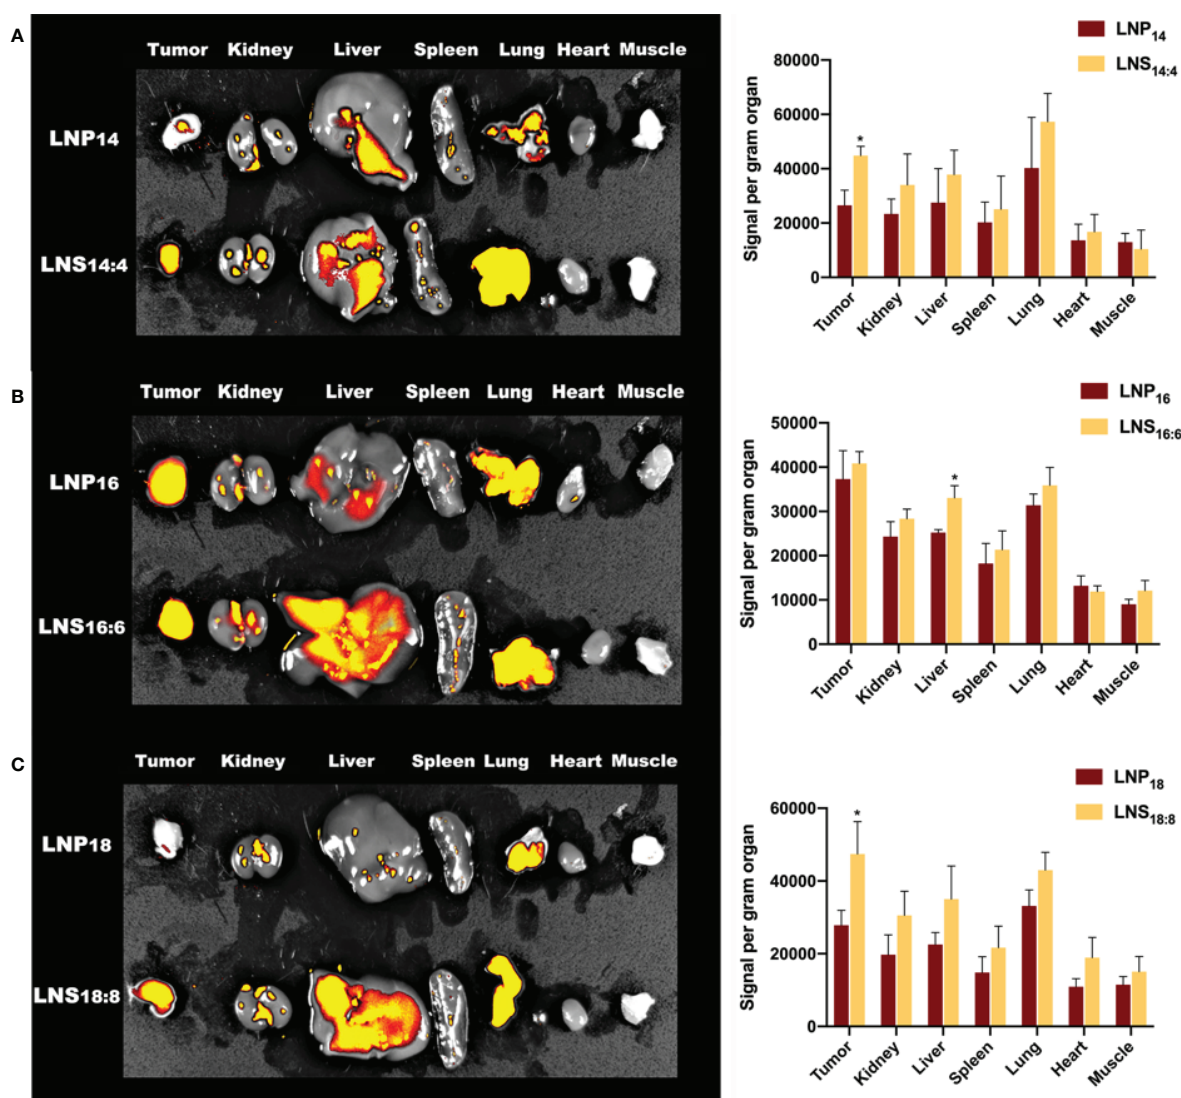 A
Tumor Kidney Liver Spleen Lung Heart Muscle
LNP14
LNS14:4
LNP14
LNS14:4
Signal per gram organ
80000
60000
40000
20000
0
*
Tumor Kidney Liver Spleen Lung Heart Muscle
B
Tumor Kidney Liver Spleen Lung Heart Muscle
LNP16
LNS16:6
LNP16
LNS16:6
Signal per gram organ
50000
40000
30000
20000
10000
0
*
Tumor Kidney Liver Spleen Lung Heart Muscle
C
Tumor Kidney Liver Spleen Lung Heart Muscle
LNP18
LNS18:8
LNP18
LNS18:8
Signal per gram organ
60000
40000
20000
0
*
Tumor Kidney Liver Spleen Lung Heart Muscle